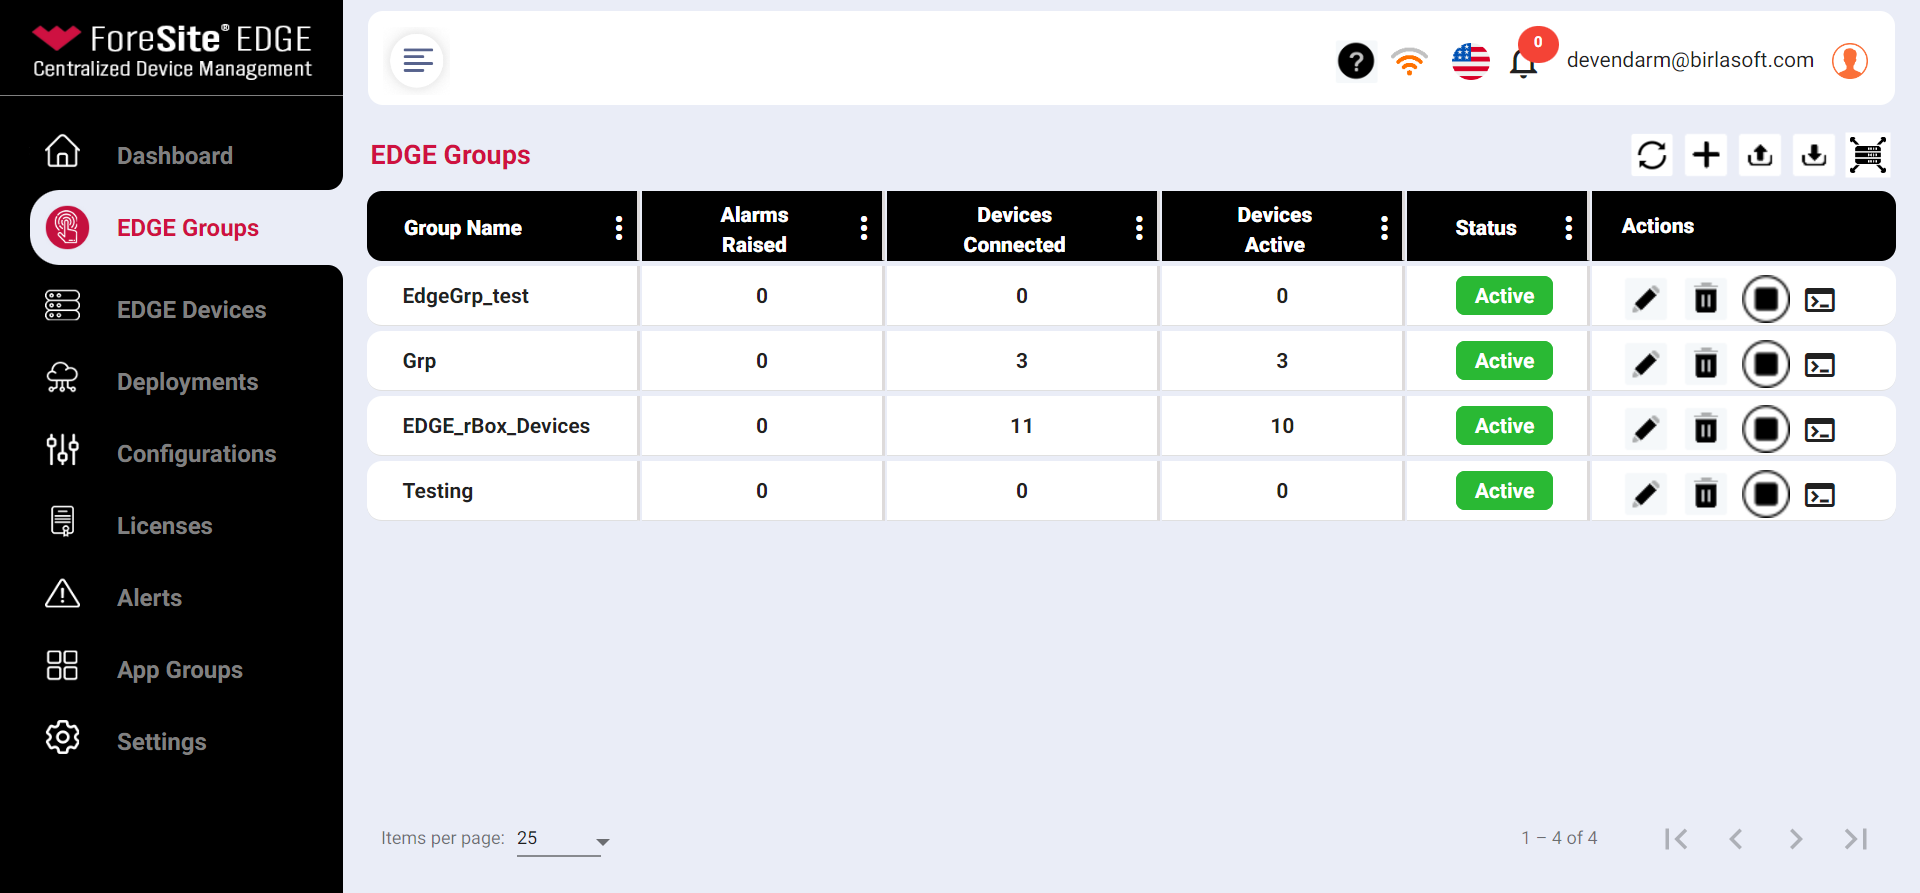 ForeSite® EDGE
Centralized Device Management
0
devendarm@birlasoft.com
Dashboard
EDGE Groups
EDGE Devices
Deployments
Configurations
Licenses
Alerts
App Groups
Settings
EDGE Groups
Group Name
Alarms
Raised
Devices
Connected
Devices
Active
Status
Actions
EdgeGrp_test 0 0 0 Active
Grp 0 3 3 Active
EDGE_rBox_Devices 0 11 10 Active
Testing 0 0 0 Active
Items per page: 25
1 – 4 of 4